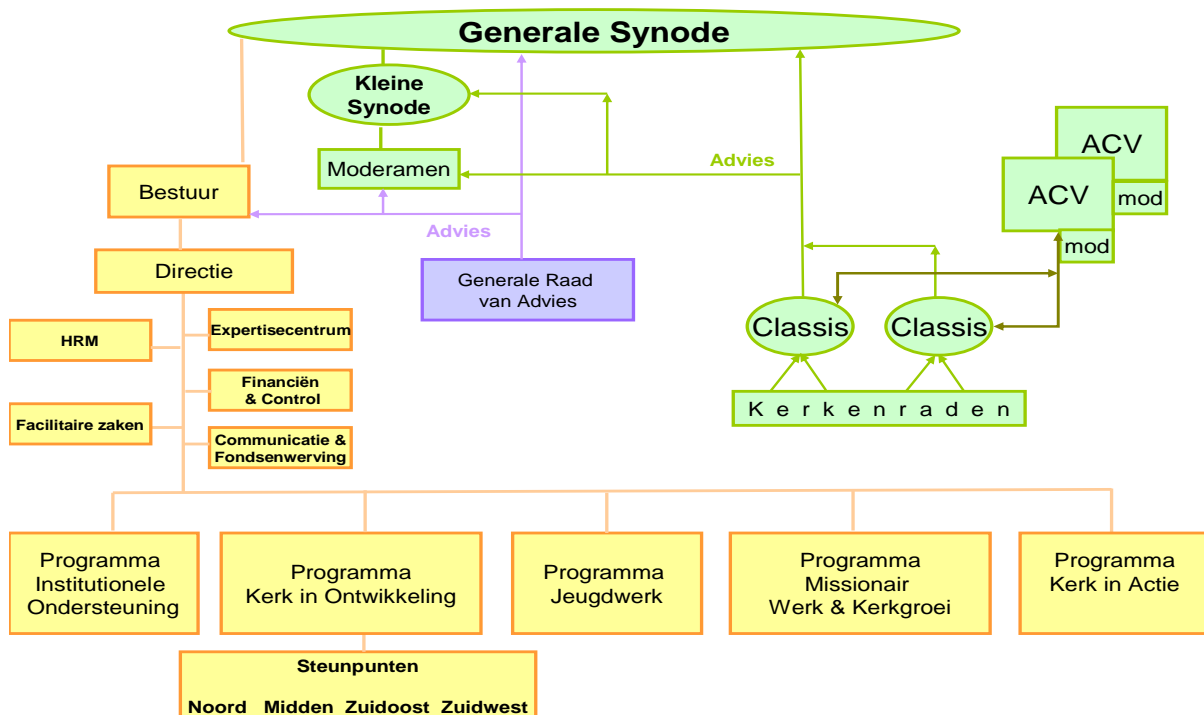 Generale Synode
Kleine
Synode
Moderamen
Advies
ACV
ACV
mod
mod
Bestuur
Advies
Directie
Generale Raad
van Advies
Classis
Classis
Kerkenraden
HRM
Expertisecentrum
Financiën
& Control
Facilitaire zaken
Communicatie &
Fondsenwerving
Programma
Institutionele
Ondersteuning
Programma
Kerk in Ontwikkeling
Programma
Jeugdwerk
Programma
Missionair
Werk & Kerkgroei
Programma
Kerk in Actie
Steunpunten
Noord Midden Zuidoost Zuidwest